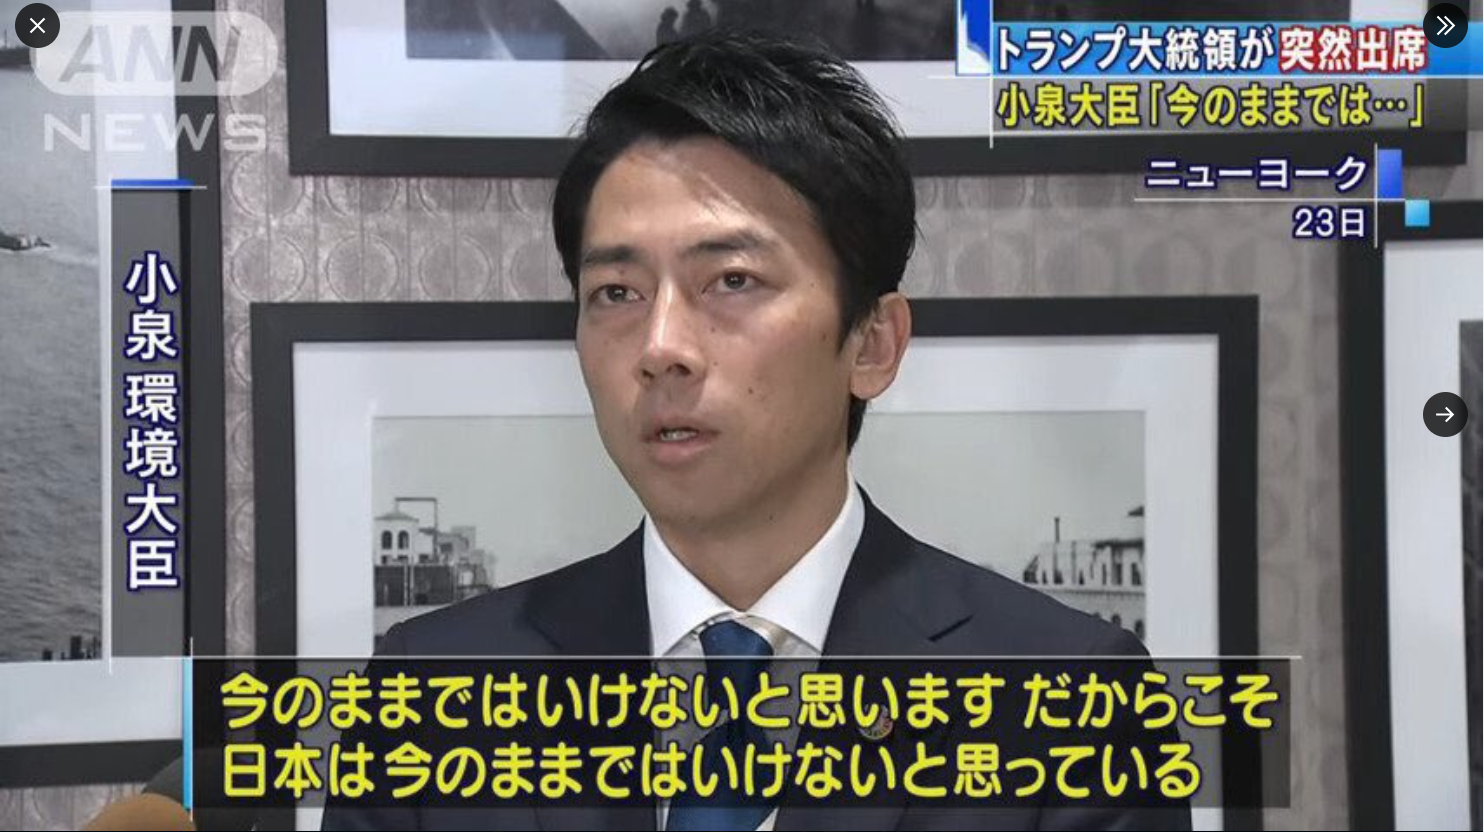 ANN
NEWS
トランプ大統領が 突然出席
小泉大臣「今のままでは…」
ニューヨーク
23日
小泉 環境大臣
今のままではいけないと思います だからこそ
日本は 今のままではいけないと思っている